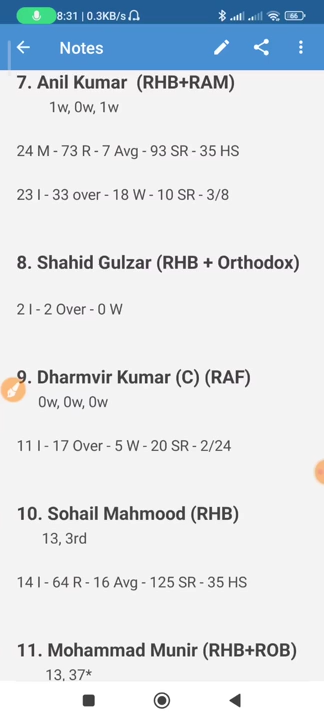 8:31 | 0.3KB/s
66
Notes
7. Anil Kumar (RHB+RAM)
1w, 0w, 1w
24 M - 73 R - 7 Avg - 93 SR - 35 HS
23 I - 33 over - 18 W - 10 SR - 3/8
8. Shahid Gulzar (RHB + Orthodox)
2 I - 2 Over - 0 W
9. Dharmvir Kumar (C) (RAF)
0w, 0w, 0w
11 I - 17 Over - 5 W - 20 SR - 2/24
10. Sohail Mahmood (RHB)
13, 3rd
14 I - 64 R - 16 Avg - 125 SR - 35 HS
11. Mohammad Munir (RHB+ROB)
13, 37*